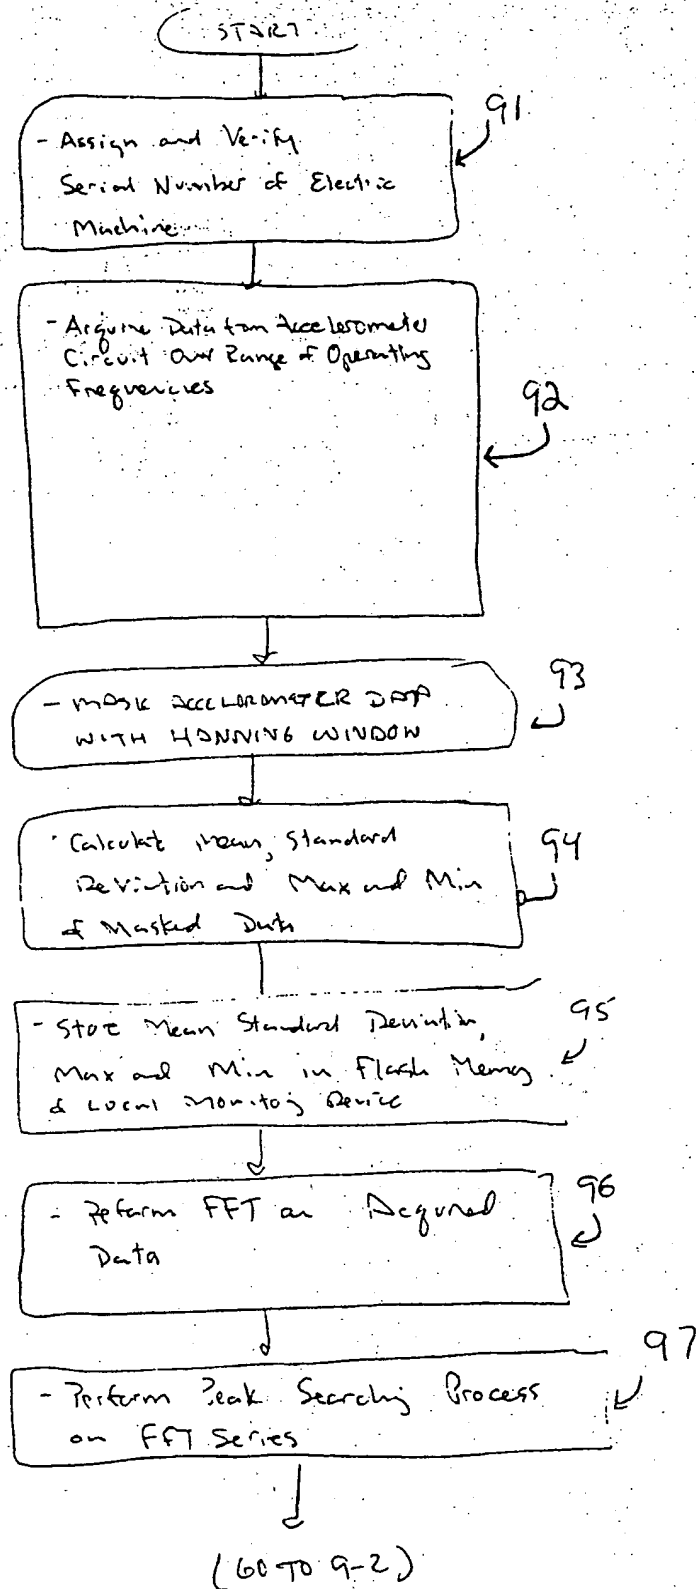 START
91
- Assign and Verify
Serial Number of Electric
Machine
- Acquire Data from Accelerometer
Circuit Over Range of Operating
Frequencies
92
93
- MASK ACCELEROMETER DATA
WITH HANNING WINDOW
94
- Calculate Mean, Standard
Deviation and Max and Min
of Masked Data
95
- Store Mean Standard Deviation,
Max and Min in Flash Memory
of Local Monitoring Device
96
- Perform FFT on Acquired
Data
97
- Perform Peak Searching Process
on FFT Series
(GO TO 9-2)